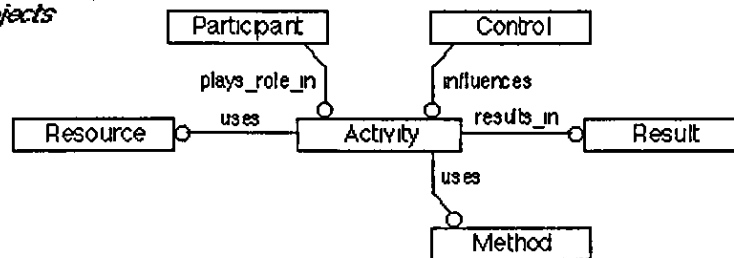 jects
Participant
Control
plays_role_in
influences
uses
results_in
Resource
Activity
Result
uses
Method